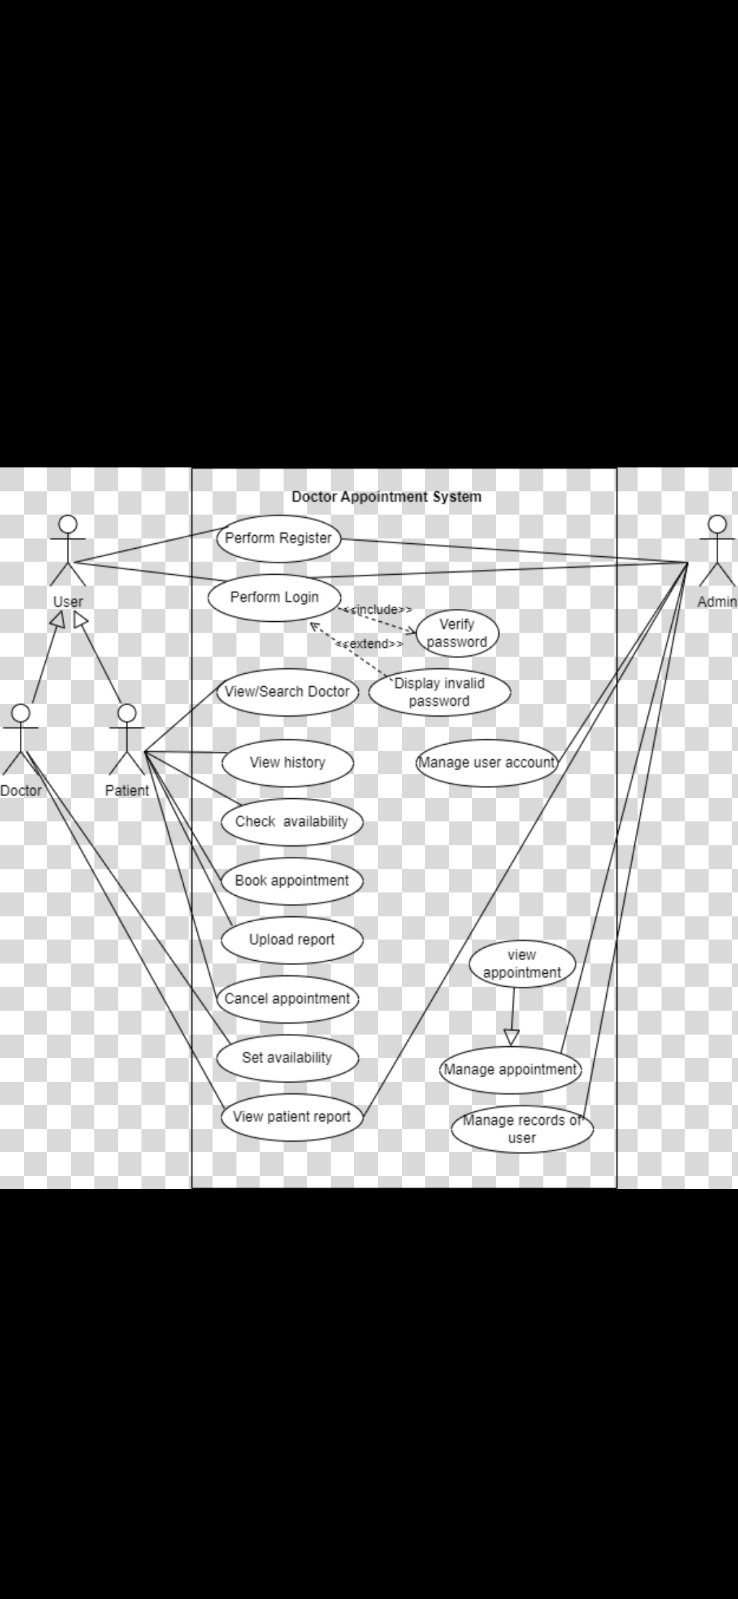 Doctor Appointment System
Perform Register
User
Admin
Perform Login
<<include>>
Verify
password
<<extend>>
Display invalid
password
View/Search Doctor
View history
Manage user account
Doctor
Patient
Check availability
Book appointment
Upload report
view
appointment
Cancel appointment
Set availability
Manage appointment
View patient report
Manage records of
user